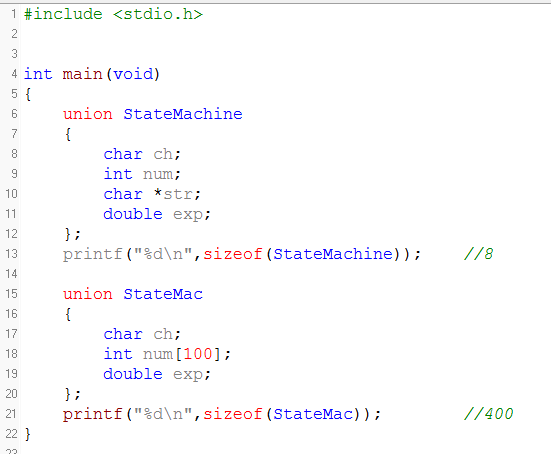 1 #include <stdio.h>
2
3
4 int main(void)
5 {
6     union StateMachine
7     {
8         char ch;
9         int num;
10         char *str;
11         double exp;
12     };
13     printf("%d\n",sizeof(StateMachine));    //8
14
15     union StateMac
16     {
17         char ch;
18         int num[100];
19         double exp;
20     };
21     printf("%d\n",sizeof(StateMac));        //400
22 }
23